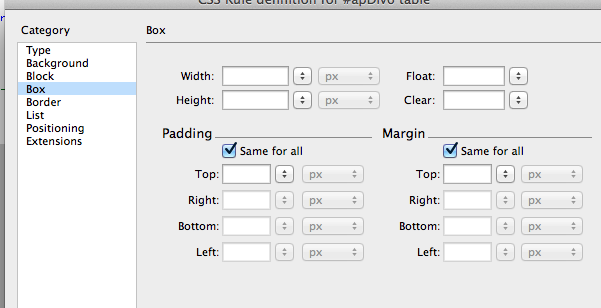 CSS Rule definition for #apDiv6 table
Category
Box
Type
Background
Block
Box
Border
List
Positioning
Extensions
Width: px Float:
Height: px Clear:
Padding Margin
Same for all Same for all
Top: px Top: px
Right: px Right: px
Bottom: px Bottom: px
Left: px Left: px